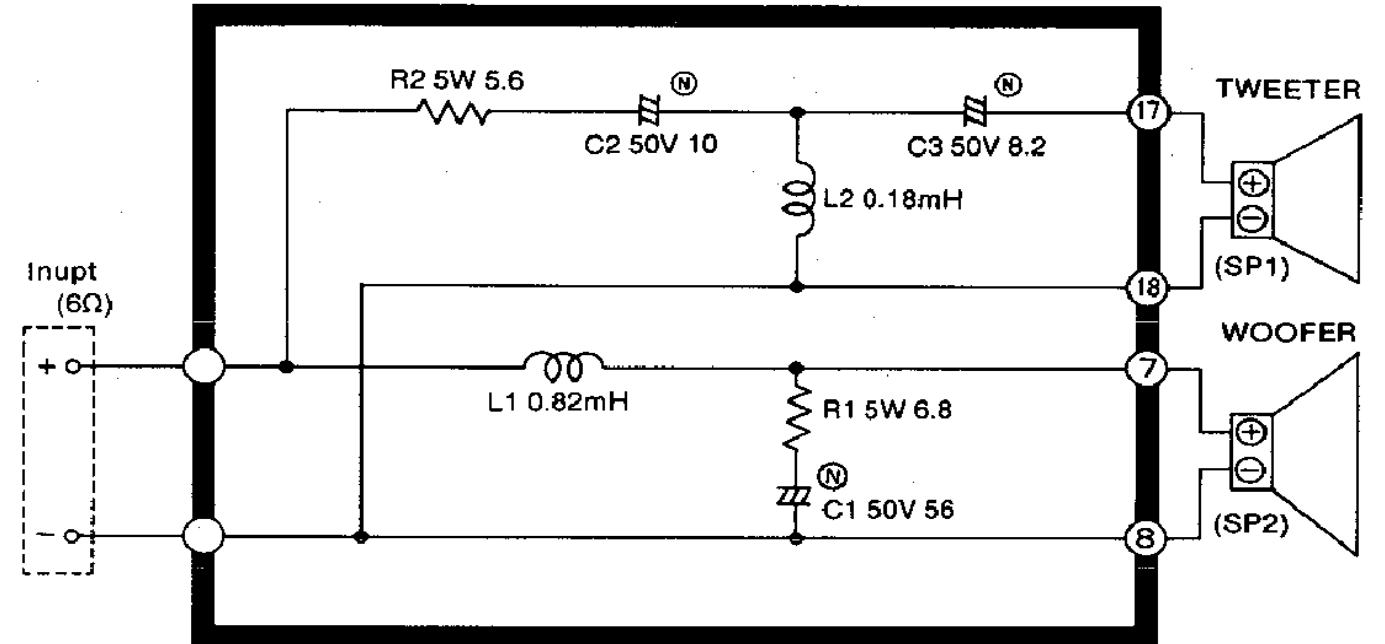 R2 5W 5.6
N
C2 50V 10
N
C3 50V 8.2
17
TWEETER
+
−
L2 0.18mH
(SP1)
18
Inupt
(6Ω)
WOOFER
+
7
L1 0.82mH
R1 5W 6.8
+
−
N
C1 50V 56
(SP2)
−
8